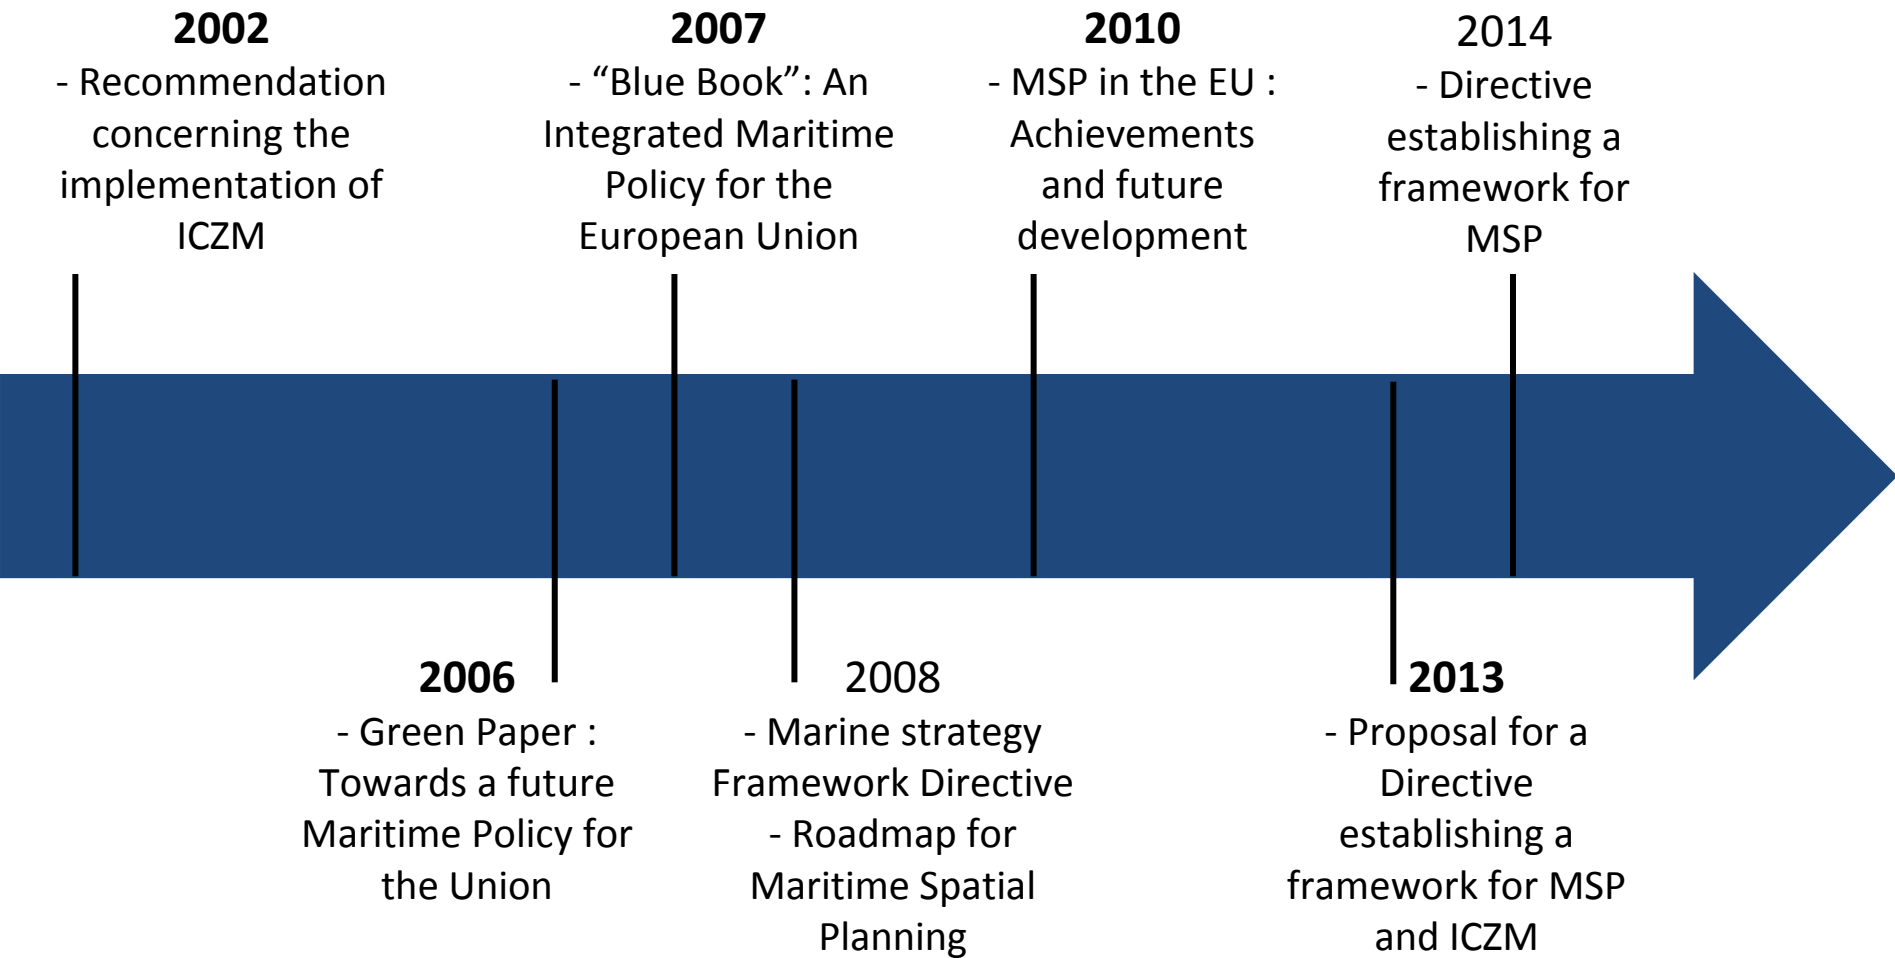 2002
- Recommendation
concerning the
implementation of
ICZM
2007
- “Blue Book”: An
Integrated Maritime
Policy for the
European Union
2010
- MSP in the EU :
Achievements
and future
development
2014
- Directive
establishing a
framework for
MSP
2006
- Green Paper :
Towards a future
Maritime Policy for
the Union
2008
- Marine strategy
Framework Directive
- Roadmap for
Maritime Spatial
Planning
2013
- Proposal for a
Directive
establishing a
framework for MSP
and ICZM